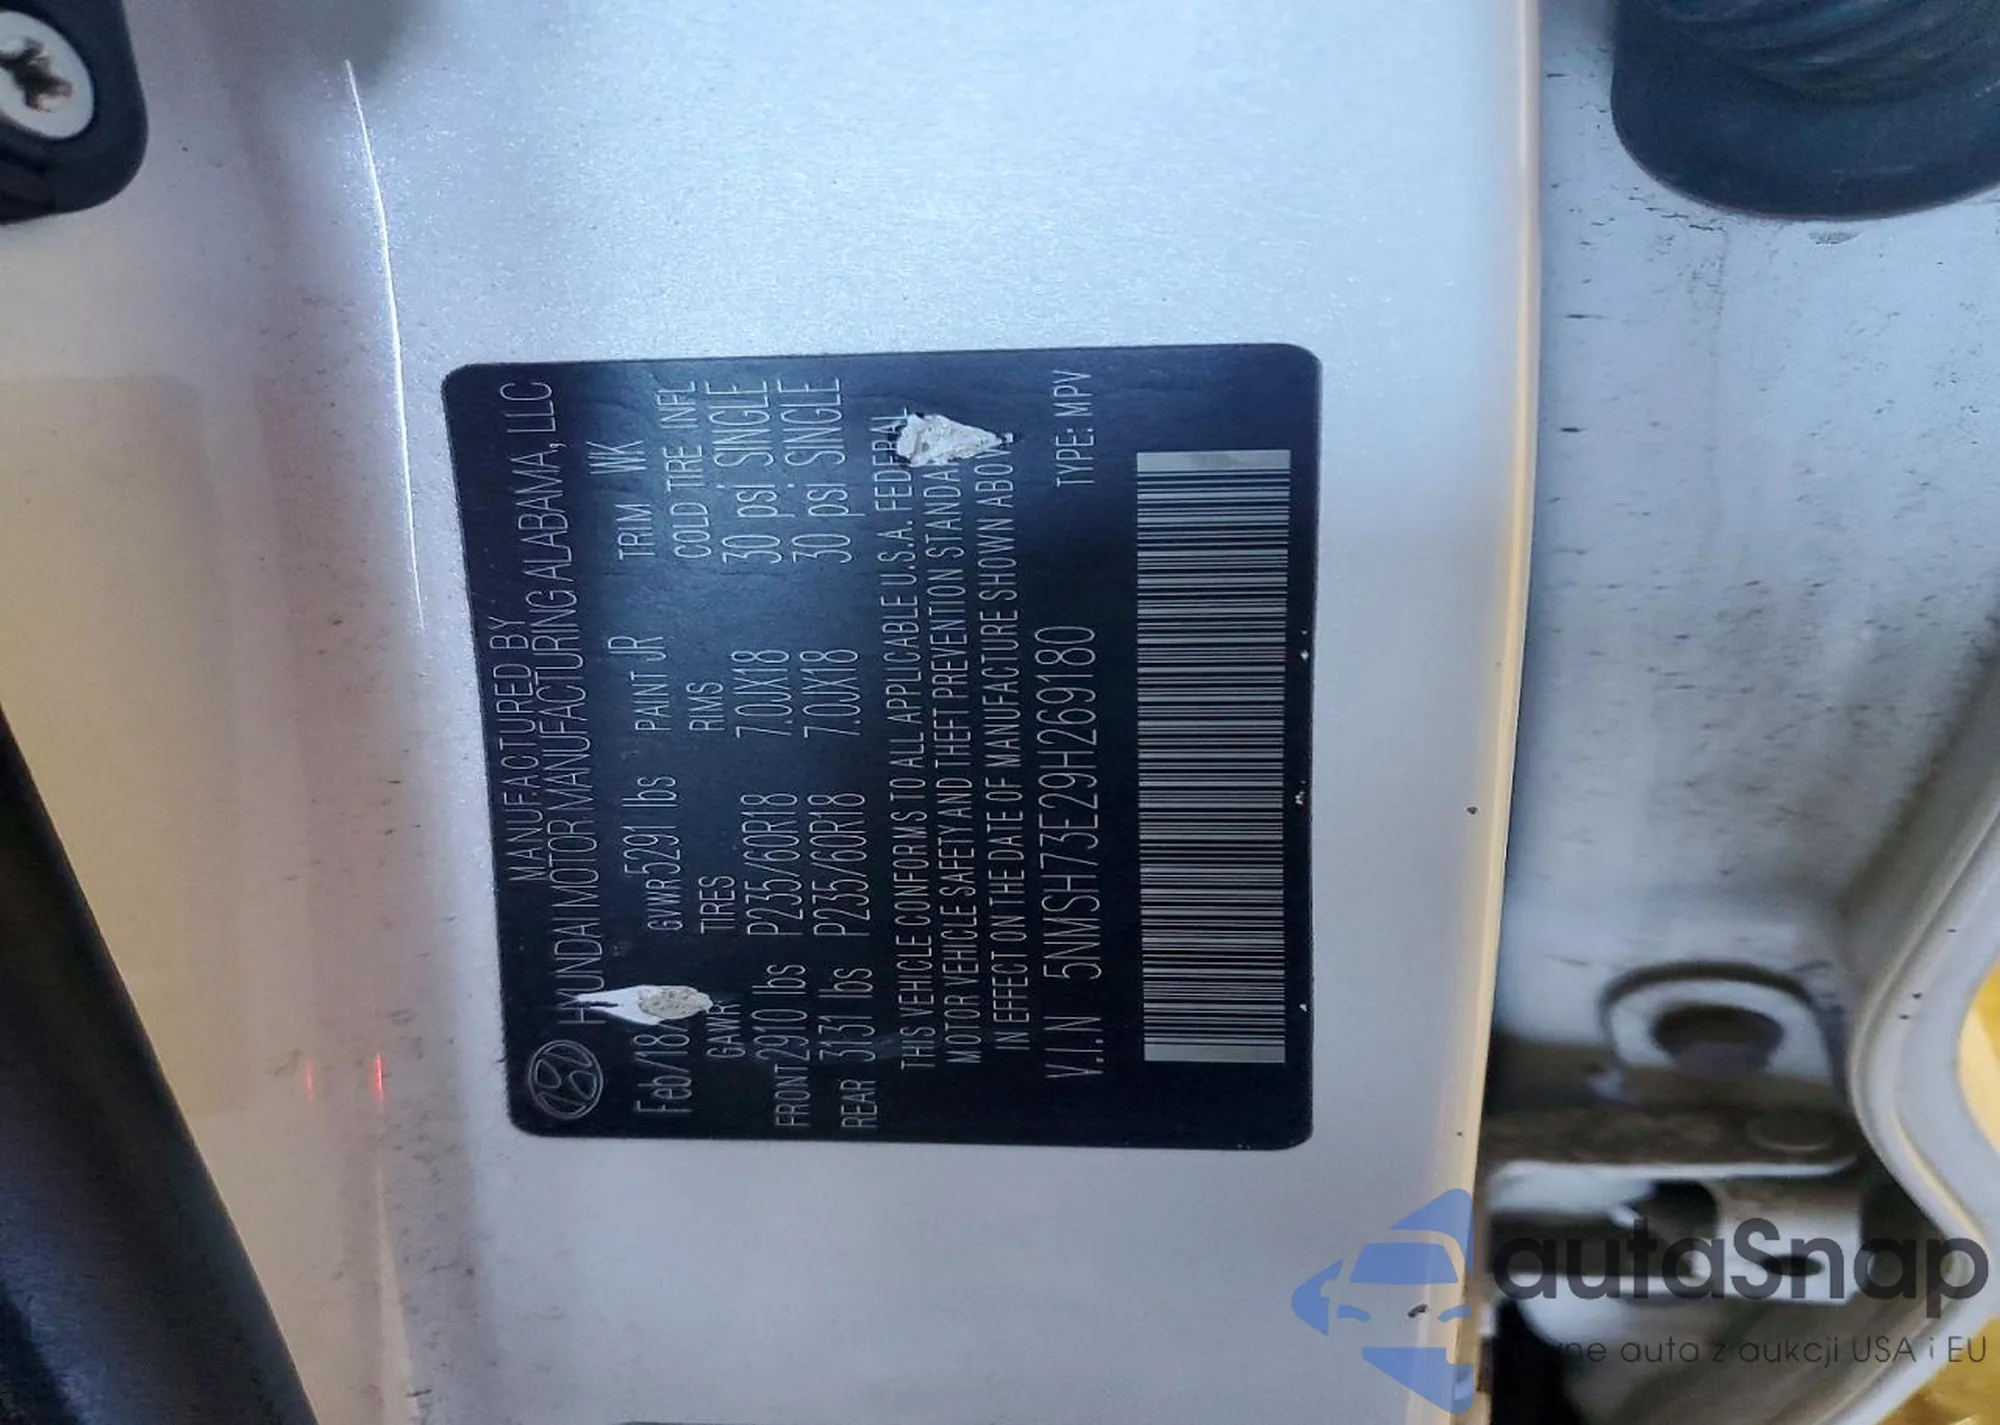 MANUFACTURED BY
HYUNDAI MOTOR MANUFACTURING ALABAMA, LLC
Feb/18 GVWR 5291 lbs PAINT JR TRIM WK
GAWR TIRES RIMS COLD TIRE INFL
FRONT 2910 lbs P235/60R18 7.0JX18 30 psi SINGLE
REAR 3131 lbs P235/60R18 7.0JX18 30 psi SINGLE
THIS VEHICLE CONFORMS TO ALL APPLICABLE U.S.A. FEDERAL
MOTOR VEHICLE SAFETY AND THEFT PREVENTION STANDA
IN EFFECT ON THE DATE OF MANUFACTURE SHOWN ABOV
V.I.N 5NMSH73E29H269180 TYPE: MPV
autaSnap
auta z aukcji USA i EU